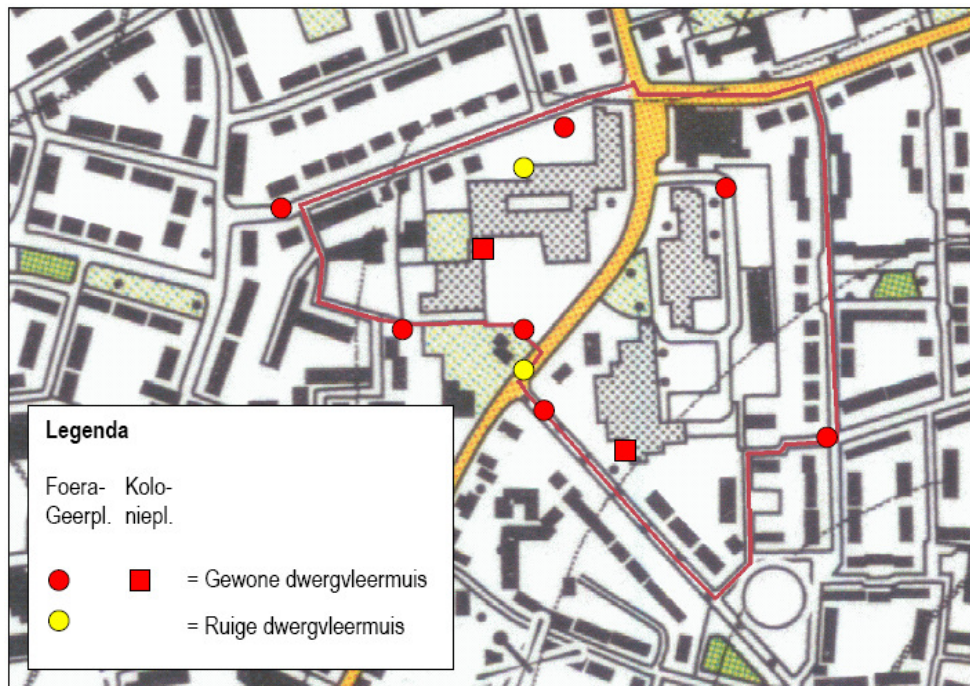 Legenda
Foera- Kolo-
Geerpl. niepl.
= Gewone dwergvleermuis
= Ruige dwergvleermuis